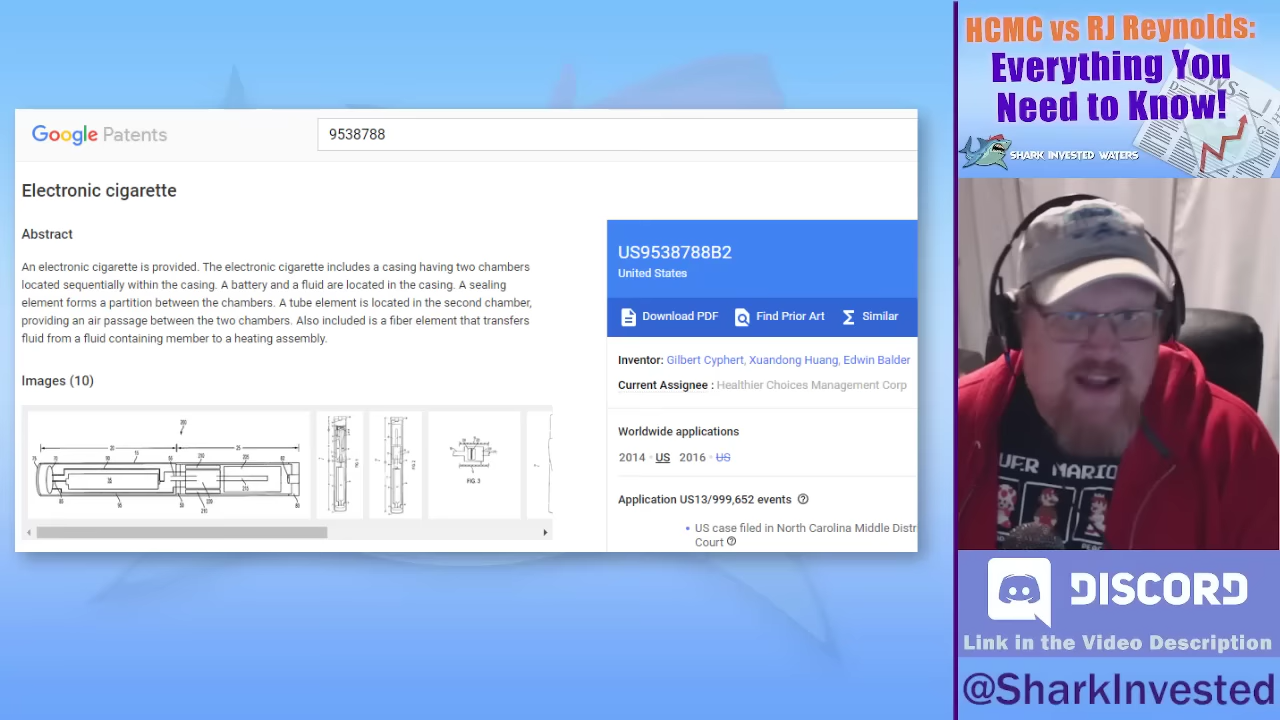 Google Patents
9538788
Electronic cigarette
Abstract
An electronic cigarette is provided. The electronic cigarette includes a casing having two chambers
located sequentially within the casing. A battery and a fluid are located in the casing. A sealing
element forms a partition between the chambers. A tube element is located in the second chamber,
providing an air passage between the two chambers. Also included is a fiber element that transfers
fluid from a fluid containing member to a heating assembly.
Images (10)
FIG 3
US9538788B2
United States
Download PDF
Find Prior Art
Similar
Inventor: Gilbert Cyphert, Xuandong Huang, Edwin Balder
Current Assignee : Healthier Choices Management Corp
Worldwide applications
2014 · US 2016 · US
Application US13/999,652 events
• US case filed in North Carolina Middle Distr
Court
HCMC vs RJ Reynolds:
Everything You
Need to Know!
SHARK INVESTED WATERS
UPER MARIO
DISCORD
Link in the Video Description
@SharkInvested